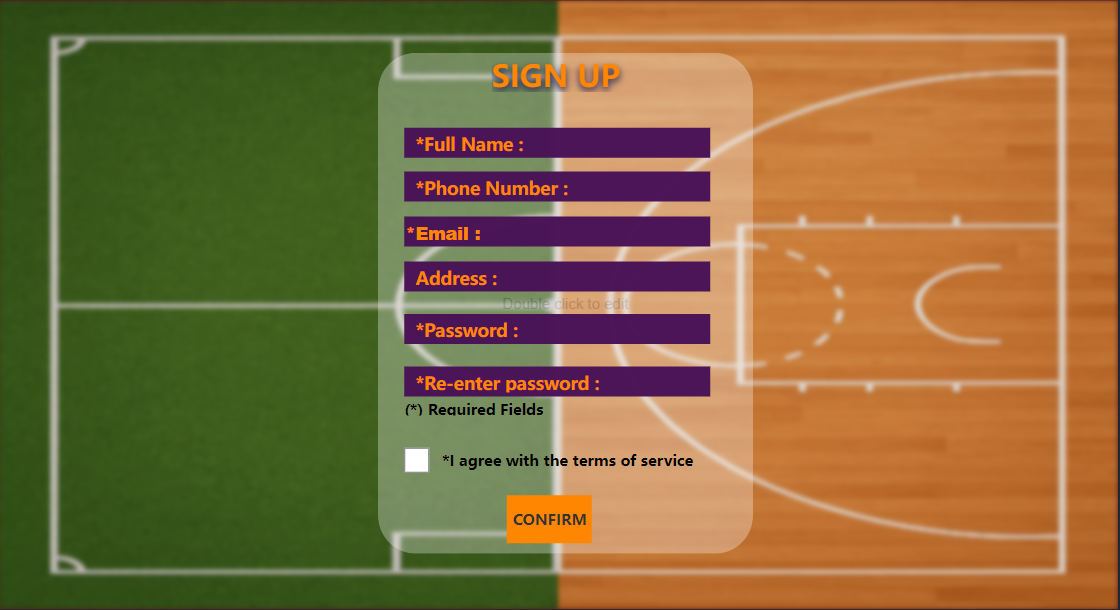 SIGN UP
*Full Name :
*Phone Number :
*Email :
Address :
Double click to edit
*Password :
*Re-enter password :
(*) Required Fields
*I agree with the terms of service
CONFIRM